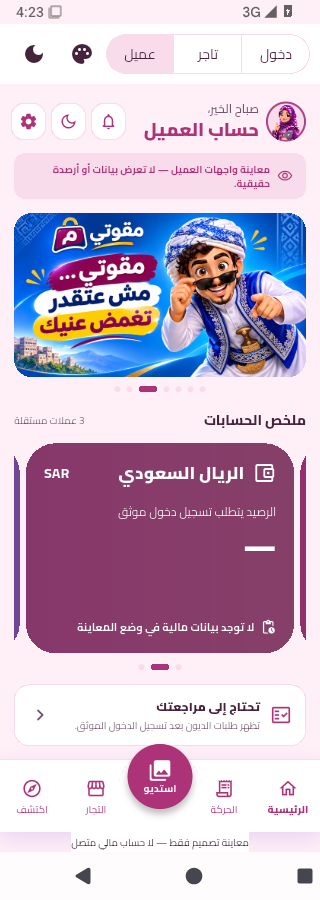 4:23
3G
دخول
تاجر
عميل
صباح الخير،
حساب العميل
معاينة واجهات العميل — لا تعرض بيانات أو أرصدة
حقيقية.
مقوتي
مقوتي ...
مش عتقدر
تغمض عنيك
ملخص الحسابات
3 عملات مستقلة
الريال السعودي
SAR
الرصيد يتطلب تسجيل دخول موثق
—
لا توجد بيانات مالية في وضع المعاينة
تحتاج إلى مراجعتك
تظهر طلبات الديون بعد تسجيل الدخول الموثق.
الرئيسية
الحركة
استديو
التجار
اكتشف
معاينة تصميم فقط — لا حساب مالي متصل